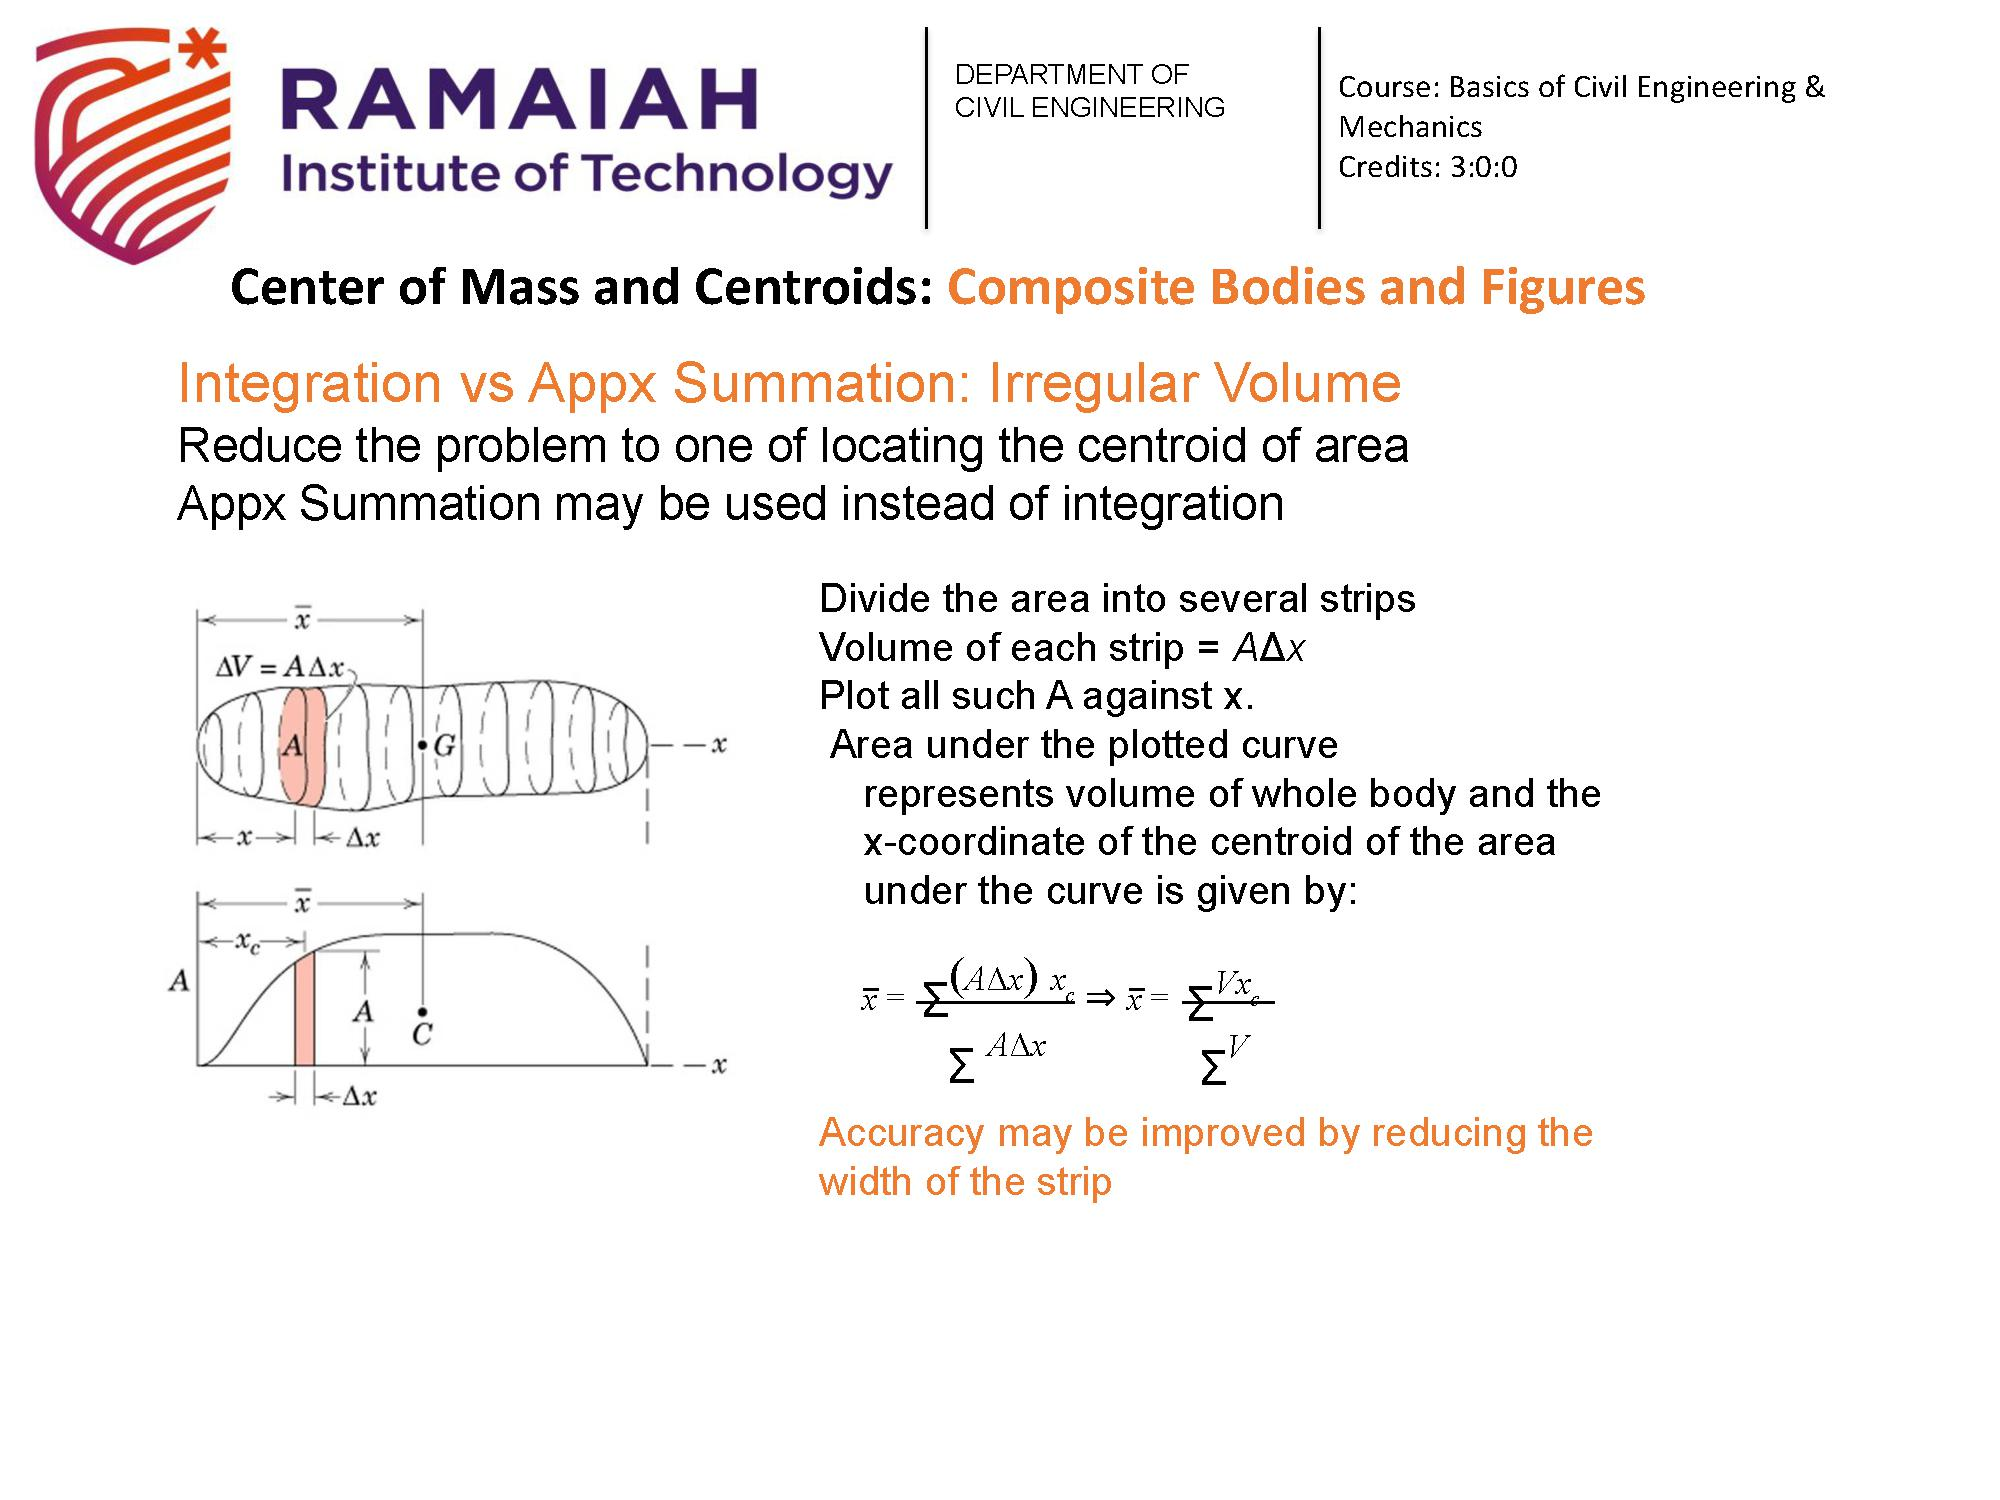 RAMAIAH
Institute of Technology
DEPARTMENT OF
CIVIL ENGINEERING
Course: Basics of Civil Engineering &
Mechanics
Credits: 3:0:0
Center of Mass and Centroids: Composite Bodies and Figures
Integration vs Appx Summation: Irregular Volume
Reduce the problem to one of locating the centroid of area
Appx Summation may be used instead of integration
x̅
ΔV = AΔx
A
G
x
x
Δx
x̅
x_c
A
A
C
x
Δx
Divide the area into several strips
Volume of each strip = AΔx
Plot all such A against x.
Area under the plotted curve
represents volume of whole body and the
x-coordinate of the centroid of the area
under the curve is given by:
x̅ = Σ(AΔx) x_c / Σ AΔx ⇒ x̅ = ΣVx_c / ΣV
Accuracy may be improved by reducing the
width of the strip